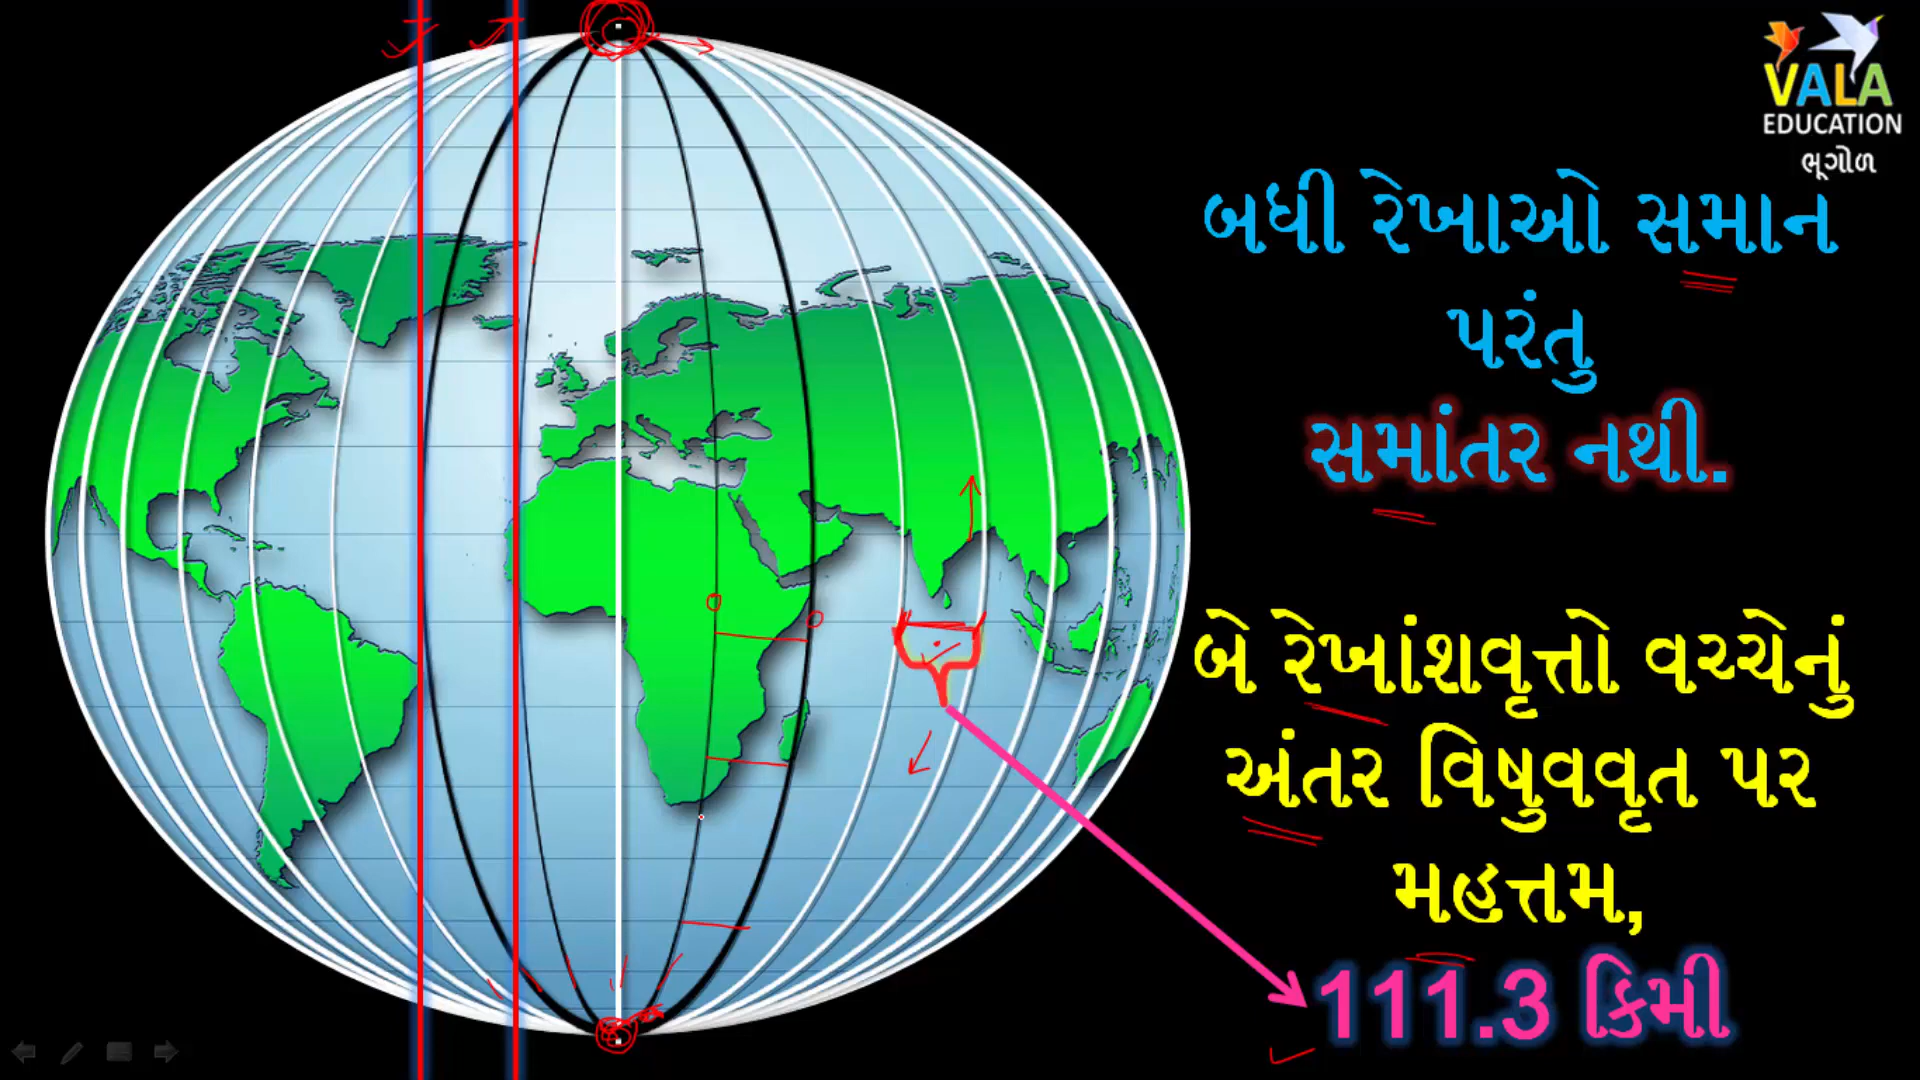 VALA
EDUCATION
ભૂગોળ
બધી રેખાઓ સમાન
પરંતુ
સમાંતર નથી.
બે રેખાંશવૃત્તો વચ્ચેનું
અંતર વિષુવવૃત પર
મહત્તમ,
111.3 કિમી